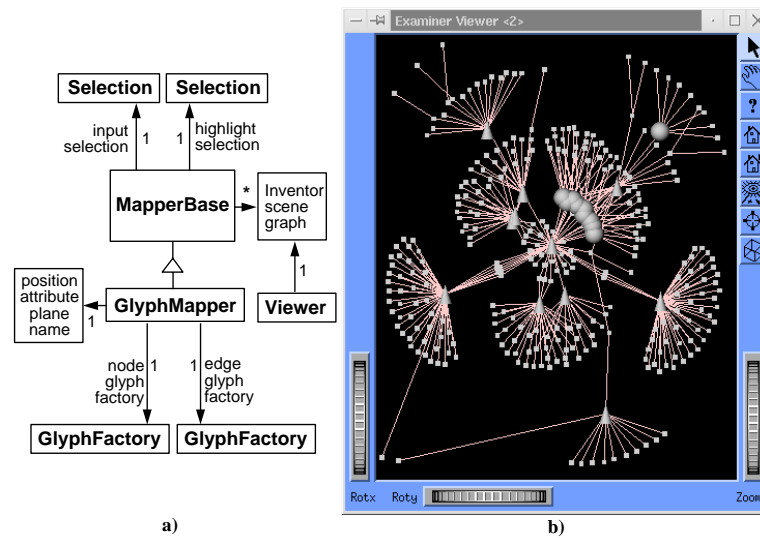 Selection
Selection
input
selection
1
1
highlight
selection
MapperBase
*
Inventor
scene
graph
1
Viewer
position
attribute
plane
name
1
GlyphMapper
node
glyph
factory
1
1
edge
glyph
factory
GlyphFactory
GlyphFactory
a)
Examiner Viewer <2>
?
Rotx
Roty
Zoom
b)